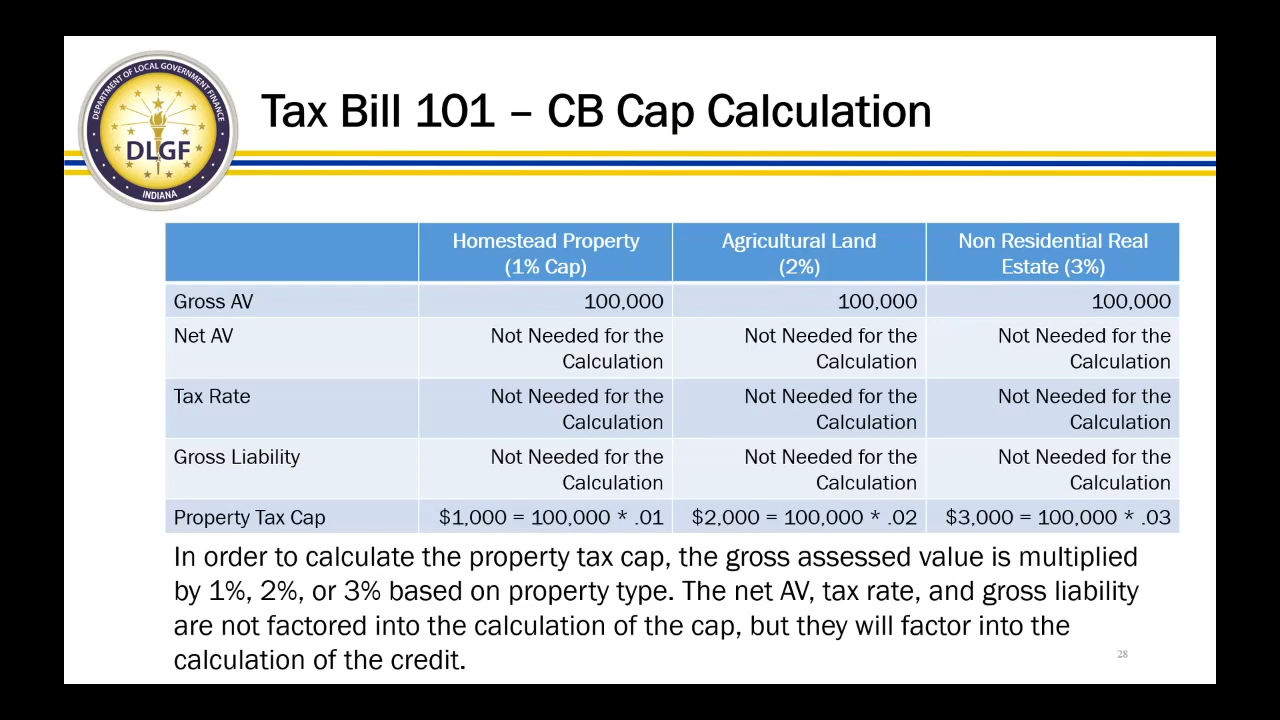 DEPARTMENT OF LOCAL GOVERNMENT FINANCE
DLGF
INDIANA
Tax Bill 101 – CB Cap Calculation
Homestead Property
(1% Cap)
Agricultural Land
(2%)
Non Residential Real
Estate (3%)
Gross AV
100,000
100,000
100,000
Net AV
Not Needed for the
Calculation
Not Needed for the
Calculation
Not Needed for the
Calculation
Tax Rate
Not Needed for the
Calculation
Not Needed for the
Calculation
Not Needed for the
Calculation
Gross Liability
Not Needed for the
Calculation
Not Needed for the
Calculation
Not Needed for the
Calculation
Property Tax Cap
$1,000 = 100,000 * .01
$2,000 = 100,000 * .02
$3,000 = 100,000 * .03
In order to calculate the property tax cap, the gross assessed value is multiplied
by 1%, 2%, or 3% based on property type. The net AV, tax rate, and gross liability
are not factored into the calculation of the cap, but they will factor into the
calculation of the credit.
28